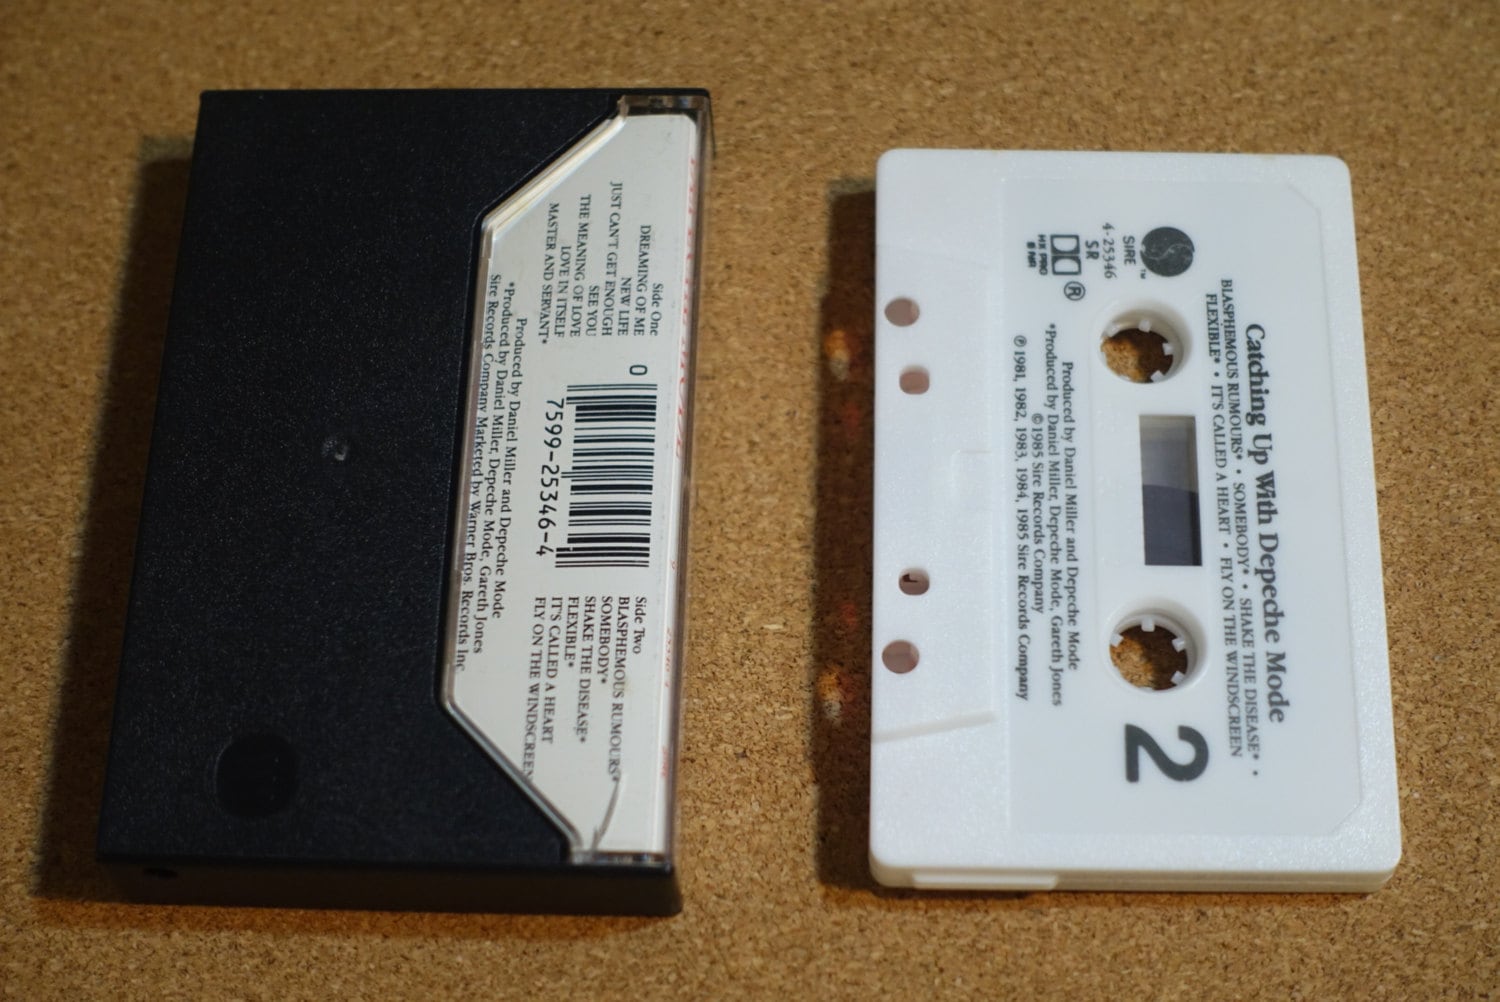 Side One
DREAMING OF ME
NEW LIFE
JUST CAN'T GET ENOUGH
SEE YOU
THE MEANING OF LOVE
LOVE IN ITSELF
MASTER AND SERVANT*
0
7599-25346-4
Side Two
BLASPHEMOUS RUMOURS*
SOMEBODY*
SHAKE THE DISEASE*
FLEXIBLE*
IT'S CALLED A HEART
FLY ON THE WINDSCREEN
Produced by Daniel Miller and Depeche Mode
*Produced by Daniel Miller, Depeche Mode, Gareth Jones
Sire Records Company Marketed by Warner Bros. Records Inc
Catching Up With Depeche Mode
BLASPHEMOUS RUMOURS* • SOMEBODY* • SHAKE THE DISEASE* •
FLEXIBLE* • IT'S CALLED A HEART • FLY ON THE WINDSCREEN
SIRE ™
4-25346
SR
®
HX PRO
B NR
2
Produced by Daniel Miller and Depeche Mode
*Produced by Daniel Miller, Depeche Mode, Gareth Jones
©1985 Sire Records Company
℗1981, 1982, 1983, 1984, 1985 Sire Records Company